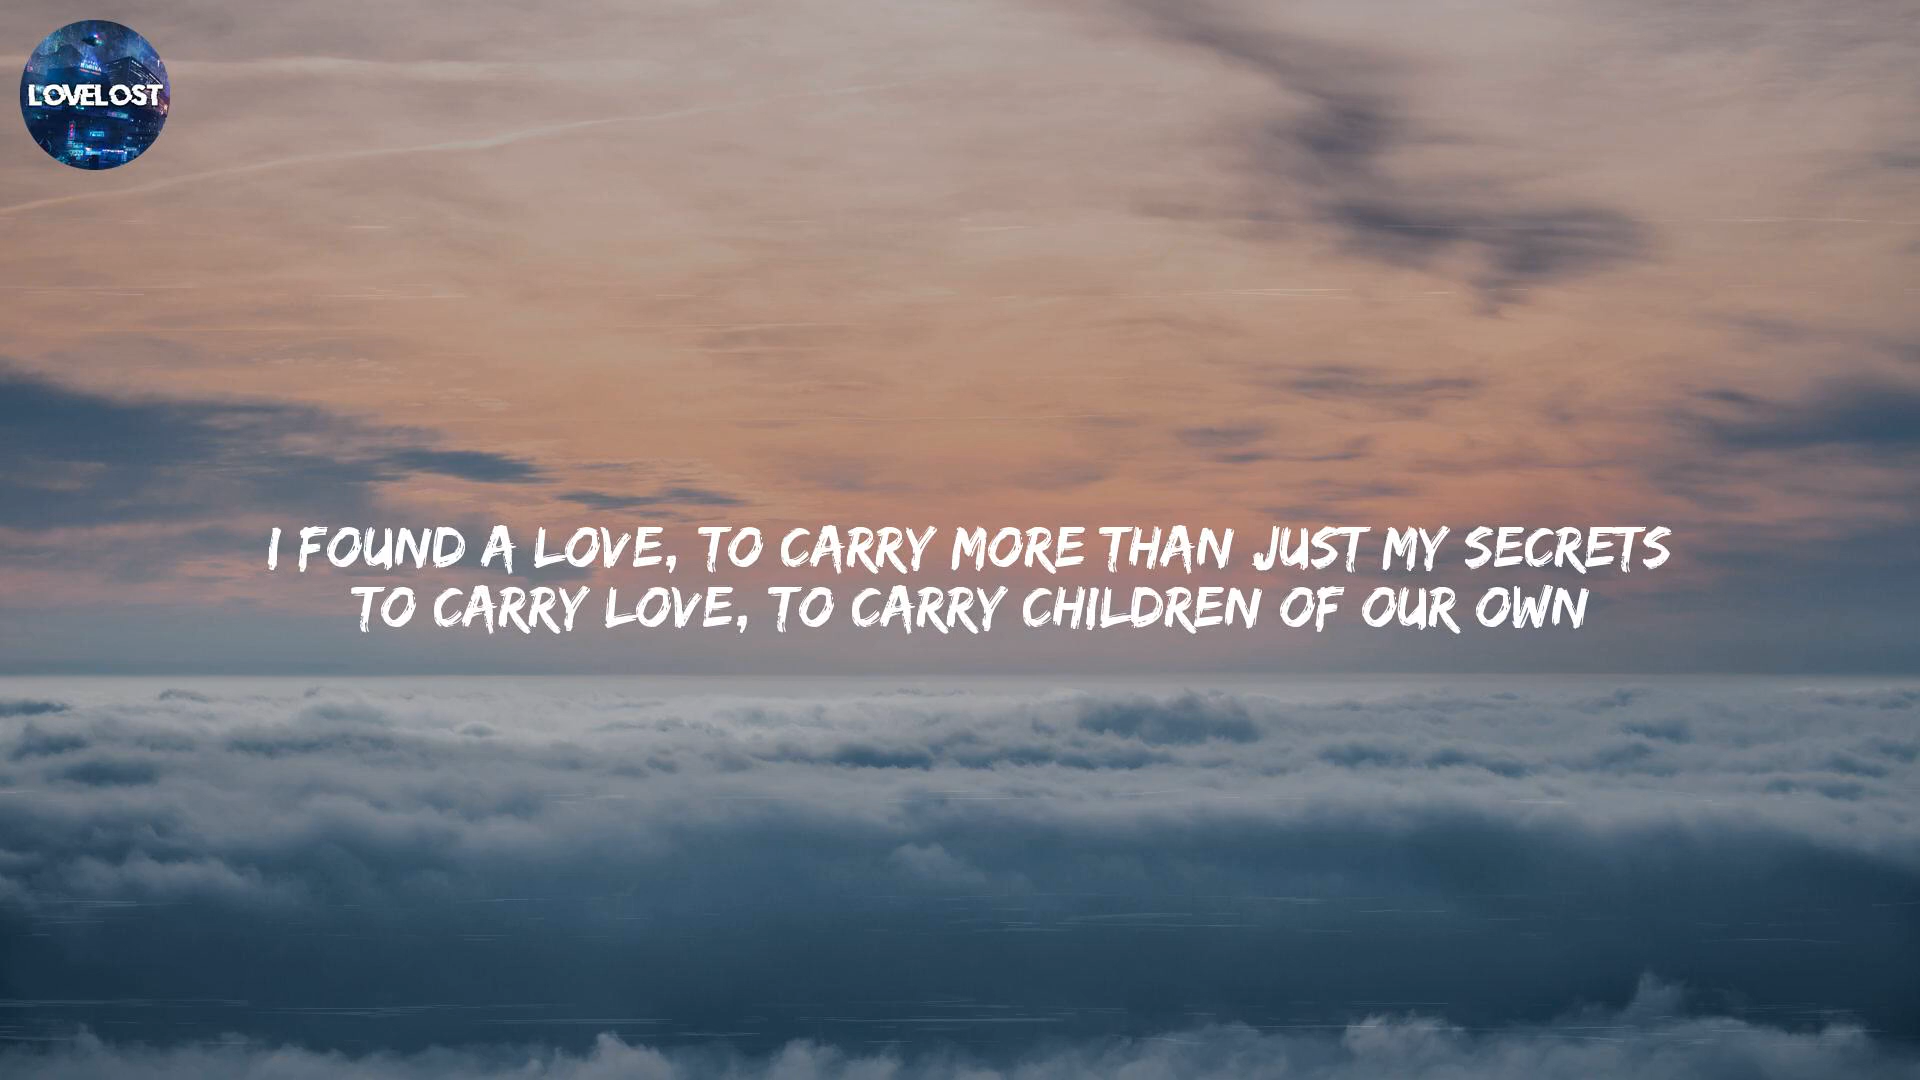 LOVELOST
I FOUND A LOVE, TO CARRY MORE THAN JUST MY SECRETS
TO CARRY LOVE, TO CARRY CHILDREN OF OUR OWN